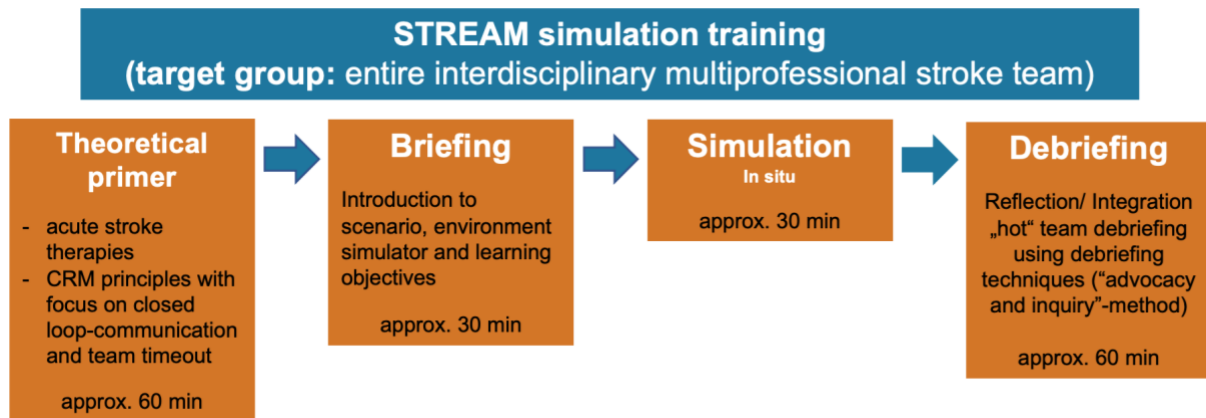 STREAM simulation training
(target group: entire interdisciplinary multiprofessional stroke team)
Theoretical
primer
- acute stroke
therapies
- CRM principles with
focus on closed
loop-communication
and team timeout
approx. 60 min
Briefing
Introduction to
scenario, environment
simulator and learning
objectives
approx. 30 min
Simulation
In situ
approx. 30 min
Debriefing
Reflection/ Integration
„hot“ team debriefing
using debriefing
techniques (“advocacy
and inquiry”-method)
approx. 60 min